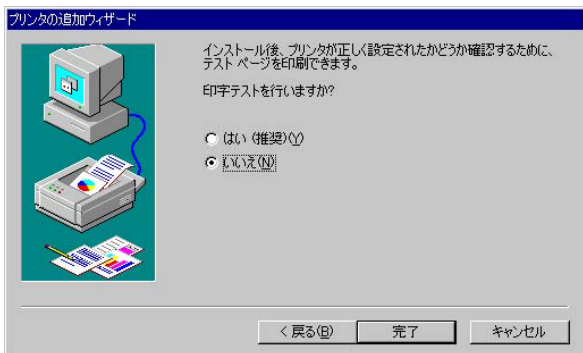 プリンタの追加ウィザード
インストール後、プリンタが正しく設定されたかどうか確認するために、
テスト ページを印刷できます。
印字テストを行いますか?
はい (推奨)(Y)
いいえ(N)
< 戻る(B)
完了
キャンセル